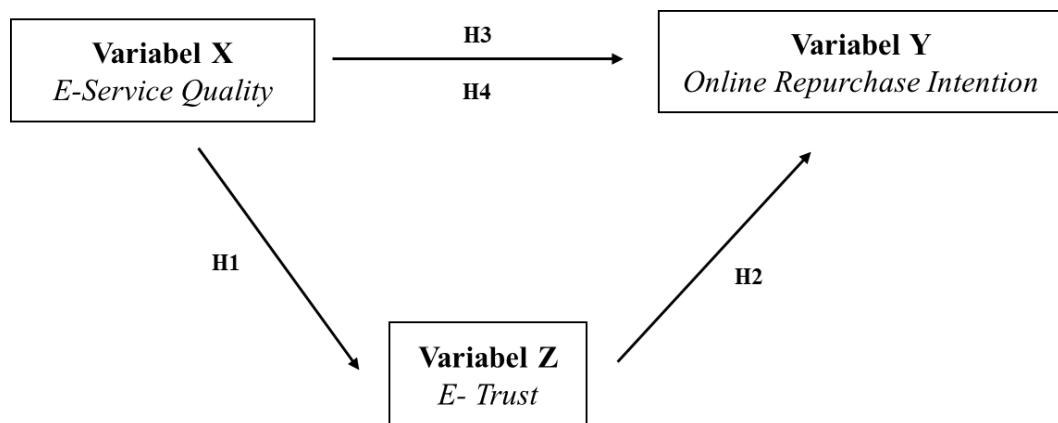 Variabel X
E-Service Quality
H3
H4
Variabel Y
Online Repurchase Intention
H1
H2
Variabel Z
E- Trust